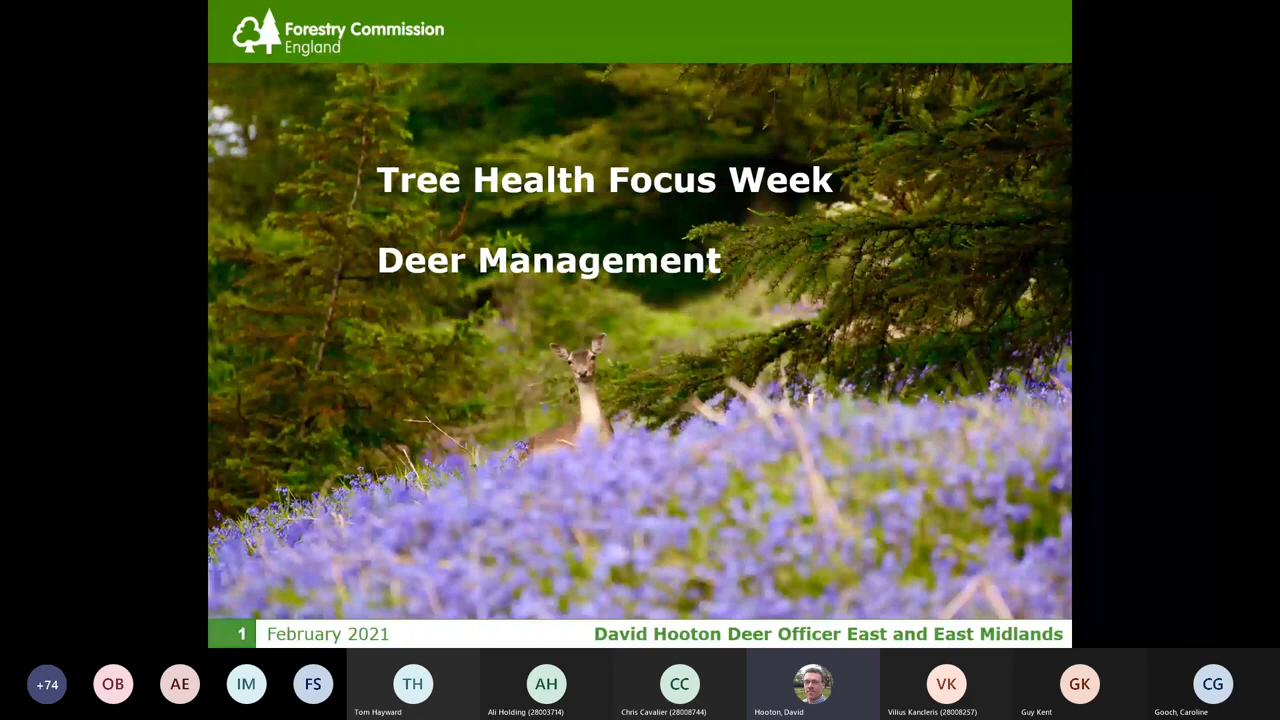 Forestry Commission
England
Tree Health Focus Week
Deer Management
1 February 2021 David Hooton Deer Officer East and East Midlands
+74 OB AE IM FS TH AH CC VK GK CG
Tom Hayward Ali Holding (28003714) Chris Cavalier (28008744) Hooton, David Vilius Kancleris (28008257) Guy Kent Gooch, Caroline